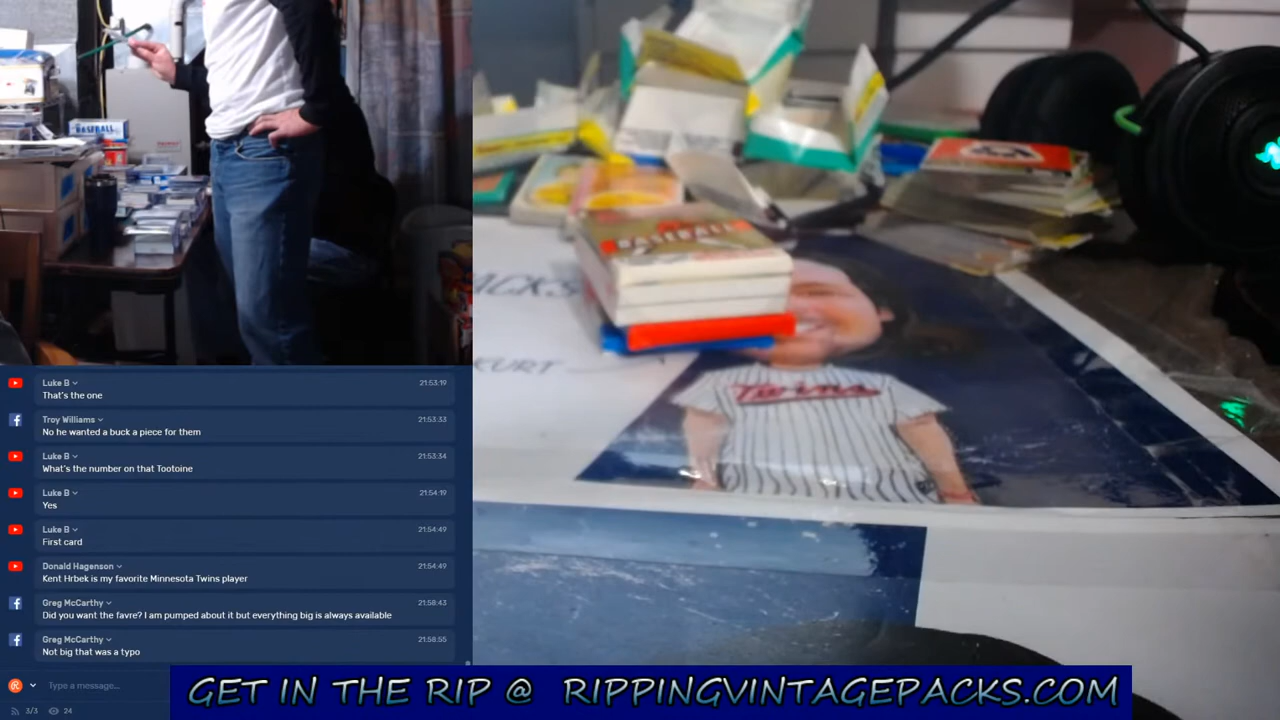 BASEBALL
BASEBALL
PACKS
KURT
Twins
Luke B
21:53:19
That's the one
Troy Williams
21:53:33
No he wanted a buck a piece for them
Luke B
21:53:34
What's the number on that Tootoine
Luke B
21:54:19
Yes
Luke B
21:54:49
First card
Donald Hagenson
21:54:49
Kent Hrbek is my favorite Minnesota Twins player
Greg McCarthy
21:58:43
Did you want the favre? I am pumped about it but everything big is always available
Greg McCarthy
21:58:55
Not big that was a typo
Type a message...
3/3 24
GET IN THE RIP @ RIPPINGVINTAGEPACKS.COM